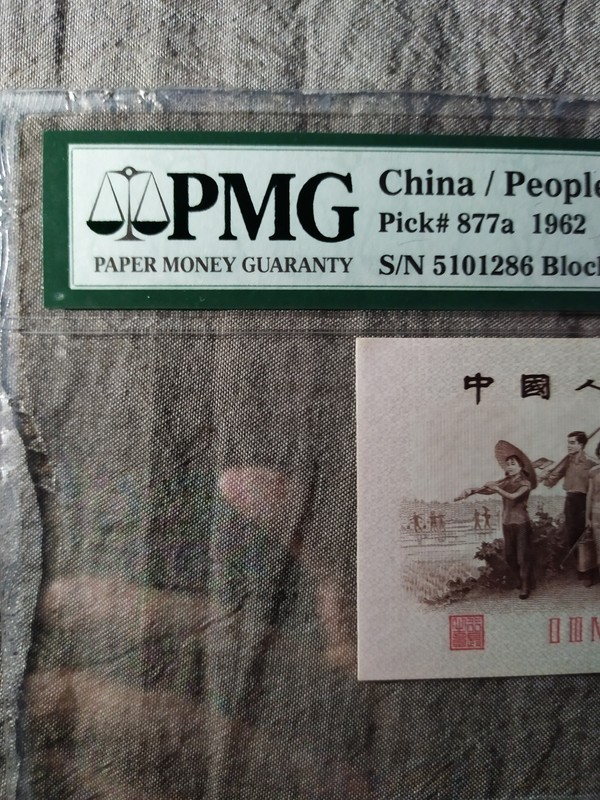 PMG
PAPER MONEY GUARANTY
China / People
Pick# 877a 1962
S/N 5101286 Block
中國人